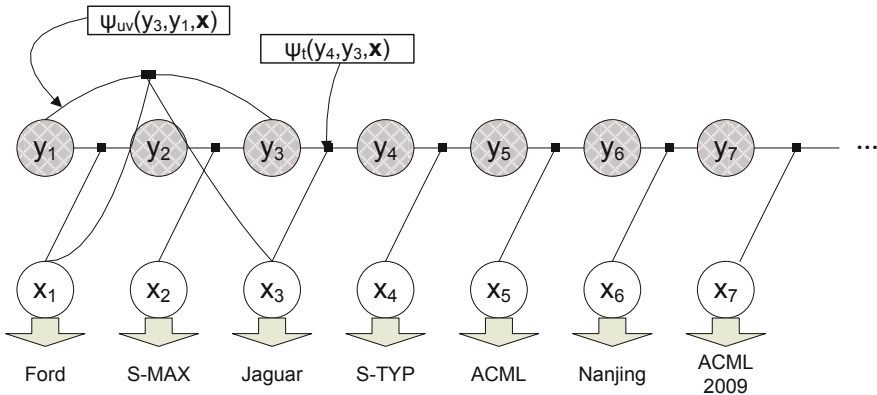 ψuv(y3,y1,x)
ψt(y4,y3,x)
y1 y2 y3 y4 y5 y6 y7 ...
x1 x2 x3 x4 x5 x6 x7
Ford S-MAX Jaguar S-TYP ACML Nanjing ACML
2009